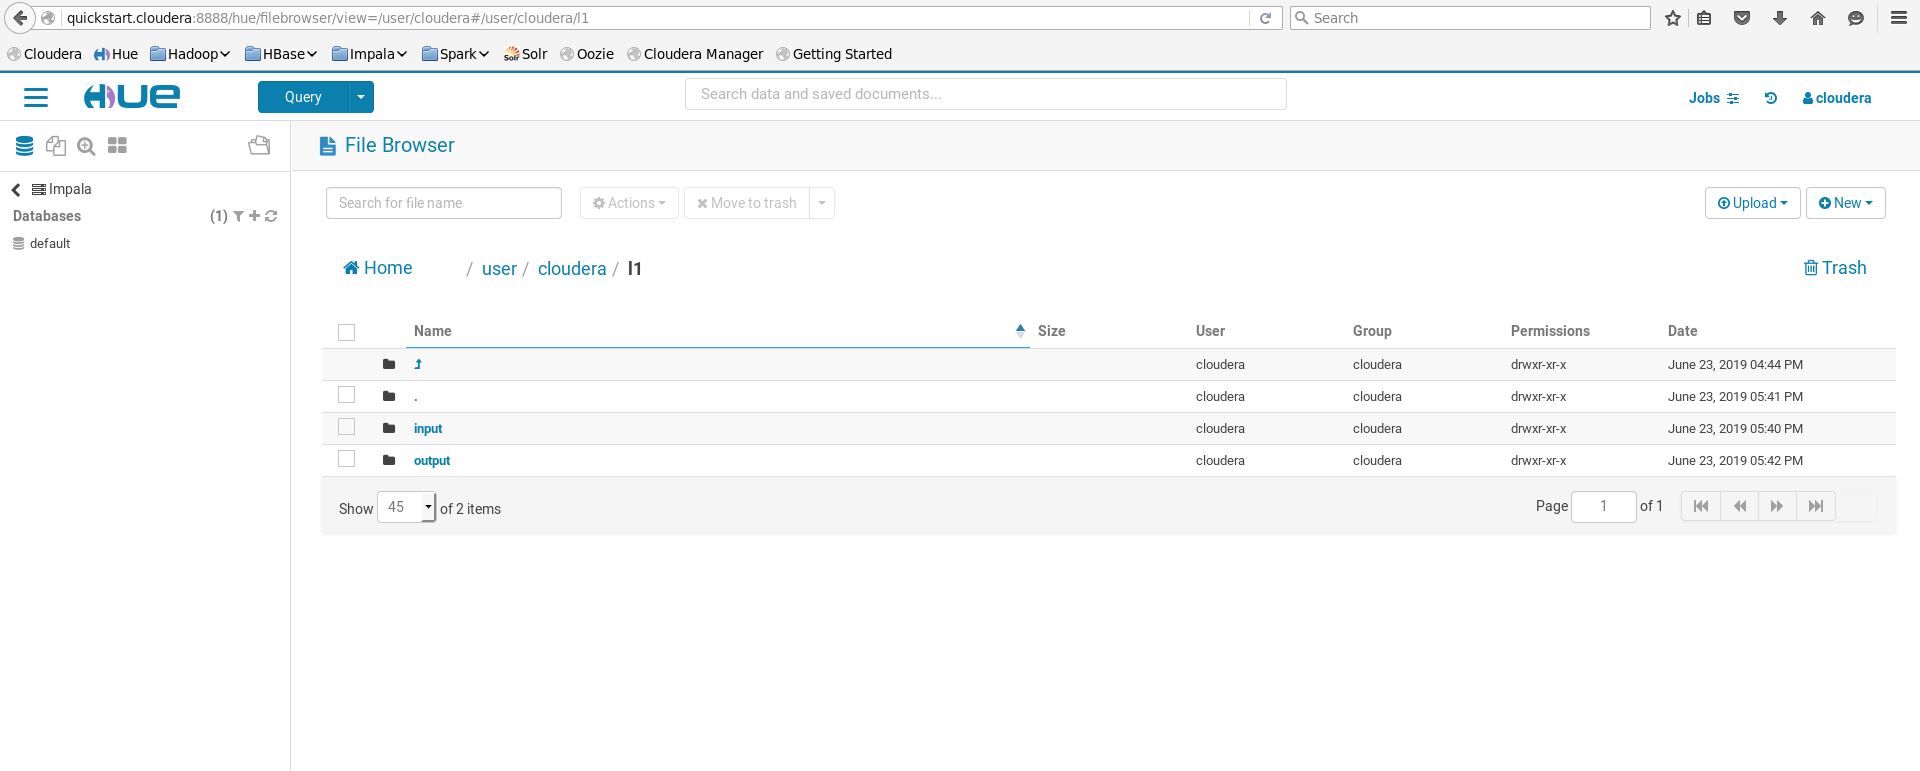 quickstart.cloudera:8888/hue/filebrowser/view=/user/cloudera#/user/cloudera/l1
Search
Cloudera Hue Hadoop HBase Impala Spark Solr Oozie Cloudera Manager Getting Started
HUE Query Search data and saved documents... Jobs cloudera
File Browser
Impala
Databases (1)
default
Search for file name Actions Move to trash Upload New
Home / user / cloudera / l1 Trash
Name Size User Group Permissions Date
cloudera cloudera drwxr-xr-x June 23, 2019 04:44 PM
. cloudera cloudera drwxr-xr-x June 23, 2019 05:41 PM
input cloudera cloudera drwxr-xr-x June 23, 2019 05:40 PM
output cloudera cloudera drwxr-xr-x June 23, 2019 05:42 PM
Show 45 of 2 items Page 1 of 1